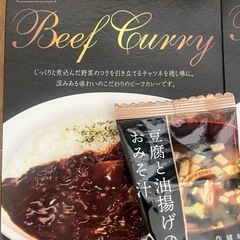 Beef Curry
じっくりと煮込んだ野菜のコクを引き立てるチャツネを隠し味に。
深みある味わいのこだわりのビーフカレーです。
豆腐と油揚げの
おみそ汁